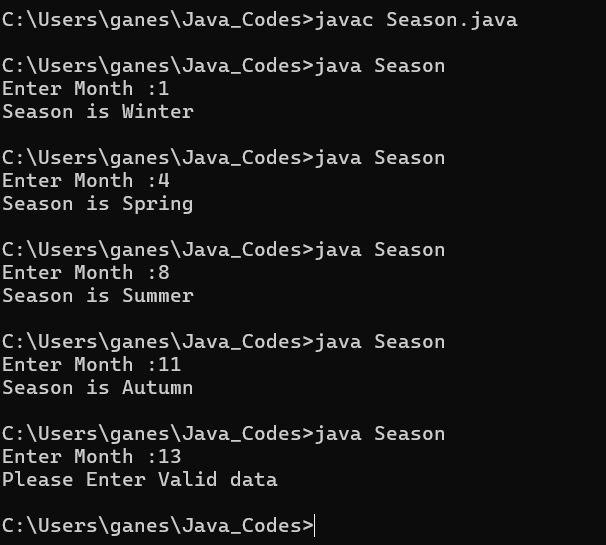 C:\Users\ganes\Java_Codes>javac Season.java
C:\Users\ganes\Java_Codes>java Season
Enter Month :1
Season is Winter
C:\Users\ganes\Java_Codes>java Season
Enter Month :4
Season is Spring
C:\Users\ganes\Java_Codes>java Season
Enter Month :8
Season is Summer
C:\Users\ganes\Java_Codes>java Season
Enter Month :11
Season is Autumn
C:\Users\ganes\Java_Codes>java Season
Enter Month :13
Please Enter Valid data
C:\Users\ganes\Java_Codes>